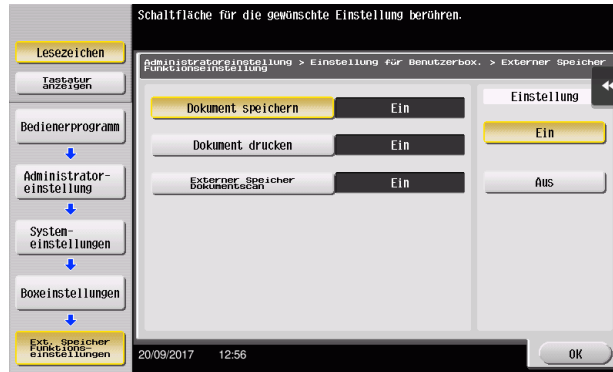 Schaltfläche für die gewünschte Einstellung berühren.
Lesezeichen
Tastatur
anzeigen
Bedienerprogramm
Administrator-
einstellung
System-
einstellungen
Boxeinstellungen
Ext. Speicher
Funktions-
einstellungen
Administratoreinstellung > Einstellung für Benutzerbox. > Externer Speicher
Funktionseinstellung
Dokument speichern Ein
Dokument drucken Ein
Externer Speicher
Dokumentscan
Ein
Einstellung
Ein
Aus
20/09/2017 12:56
OK